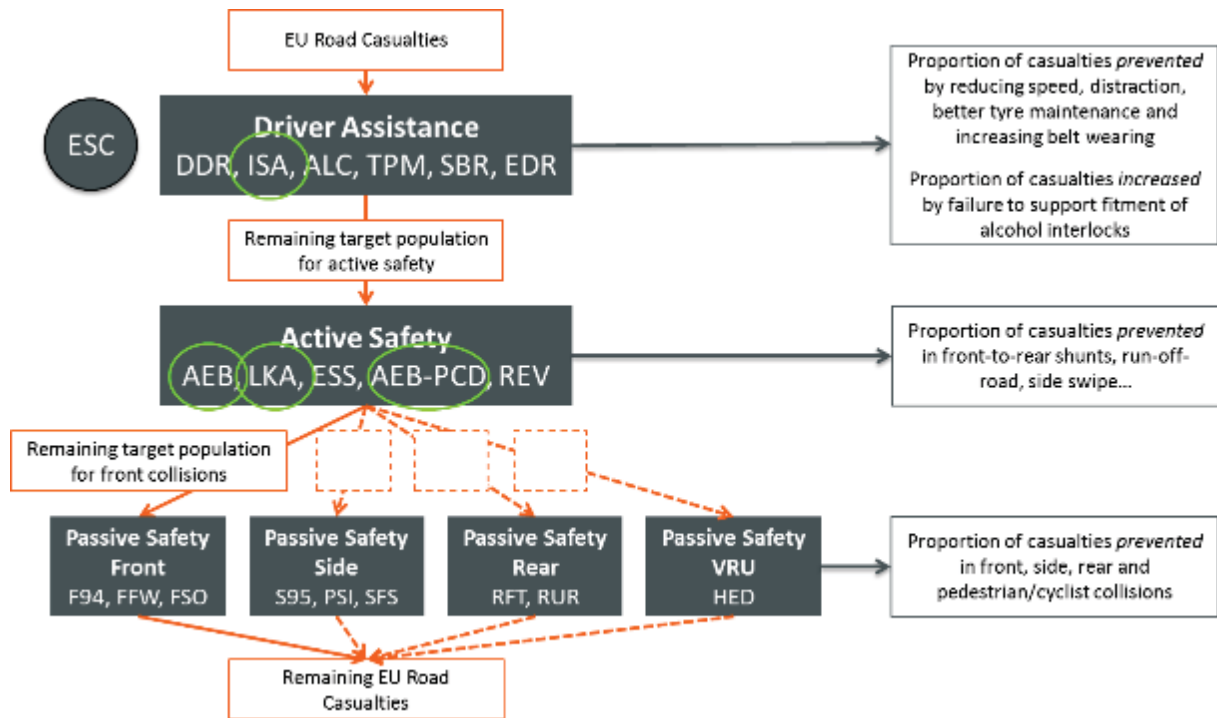 EU Road Casualties
ESC
Driver Assistance
DDR, ISA, ALC, TPM, SBR, EDR
Proportion of casualties prevented
by reducing speed, distraction,
better tyre maintenance and
increasing belt wearing
Proportion of casualties increased
by failure to support fitment of
alcohol interlocks
Remaining target population
for active safety
Active Safety
AEB, LKA, ESS, AEB-PCD, REV
Proportion of casualties prevented
in front-to-rear shunts, run-off-
road, side swipe...
Remaining target population
for front collisions
Passive Safety
Front
F94, FFW, FSO
Passive Safety
Side
S95, PSI, SFS
Passive Safety
Rear
RFT, RUR
Passive Safety
VRU
HED
Proportion of casualties prevented
in front, side, rear and
pedestrian/cyclist collisions
Remaining EU Road
Casualties